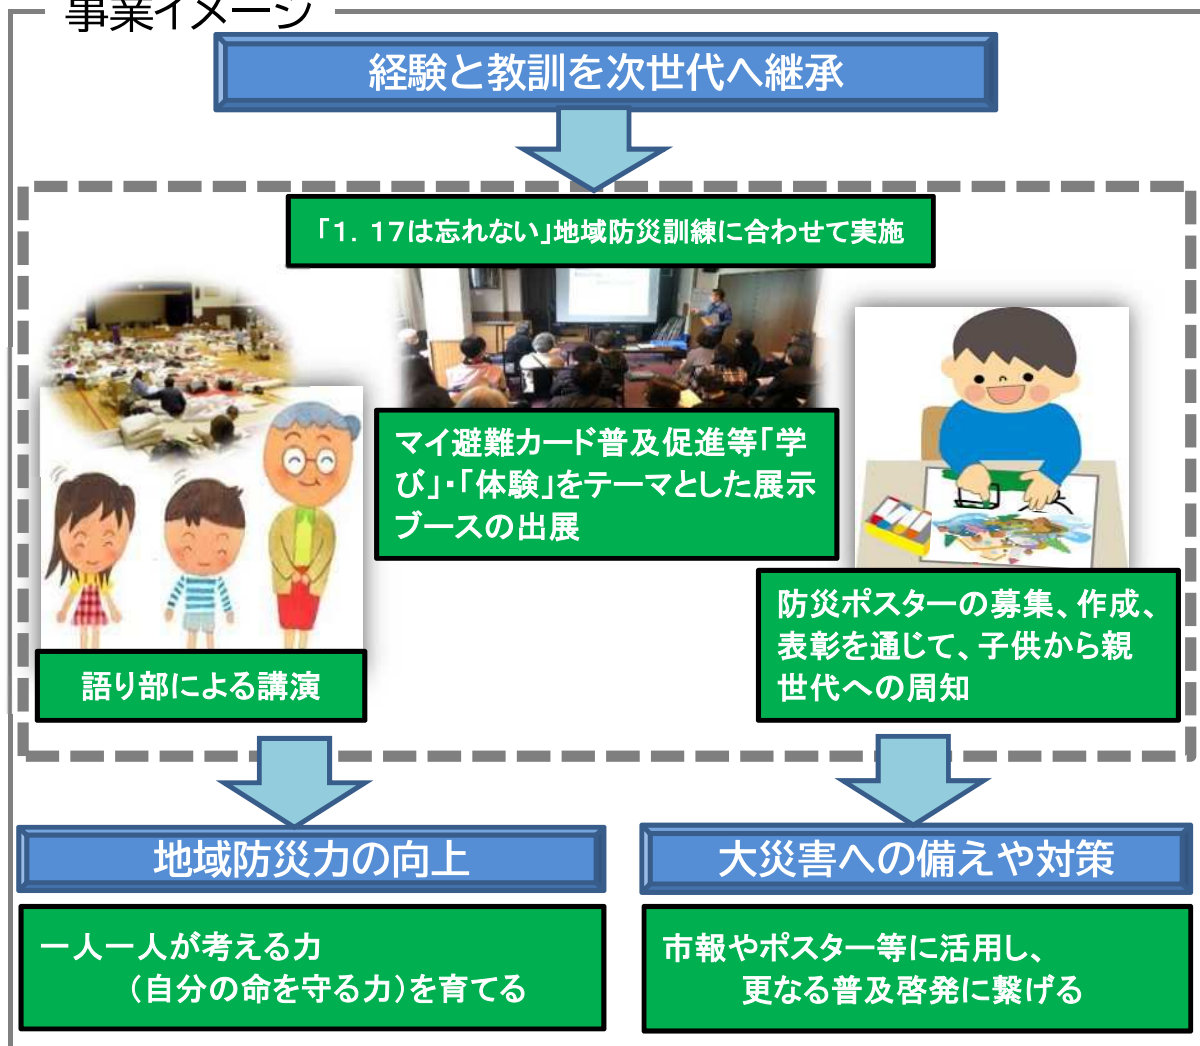 事業イメージ
経験と教訓を次世代へ継承
「1．17は忘れない」地域防災訓練に合わせて実施
マイ避難カード普及促進等「学
び」・「体験」をテーマとした展示
ブースの出展
防災ポスターの募集、作成、
表彰を通じて、子供から親
世代への周知
語り部による講演
地域防災力の向上
大災害への備えや対策
一人一人が考える力
（自分の命を守る力）を育てる
市報やポスター等に活用し、
更なる普及啓発に繋げる